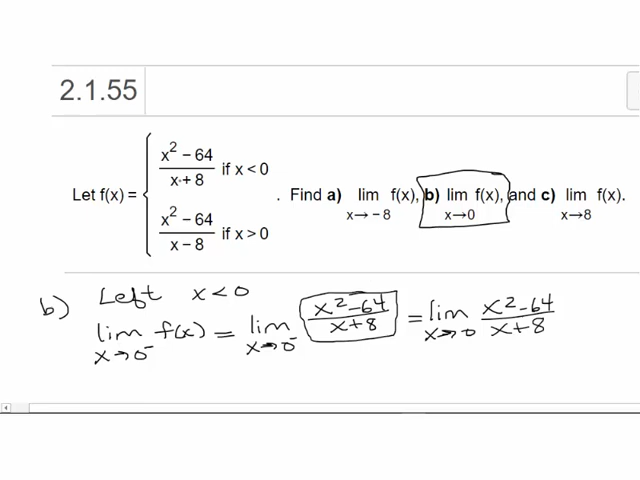 2.1.55
Let f(x) = { x² − 64 / x + 8 if x < 0
x² − 64 / x − 8 if x > 0 . Find a) lim x→ − 8 f(x), b) lim x→0 f(x), and c) lim x→8 f(x).
b) Left x < 0
lim x→0⁻ f(x) = lim x→0⁻ x²−64 / x+8 = lim x→0 x²−64 / x+8